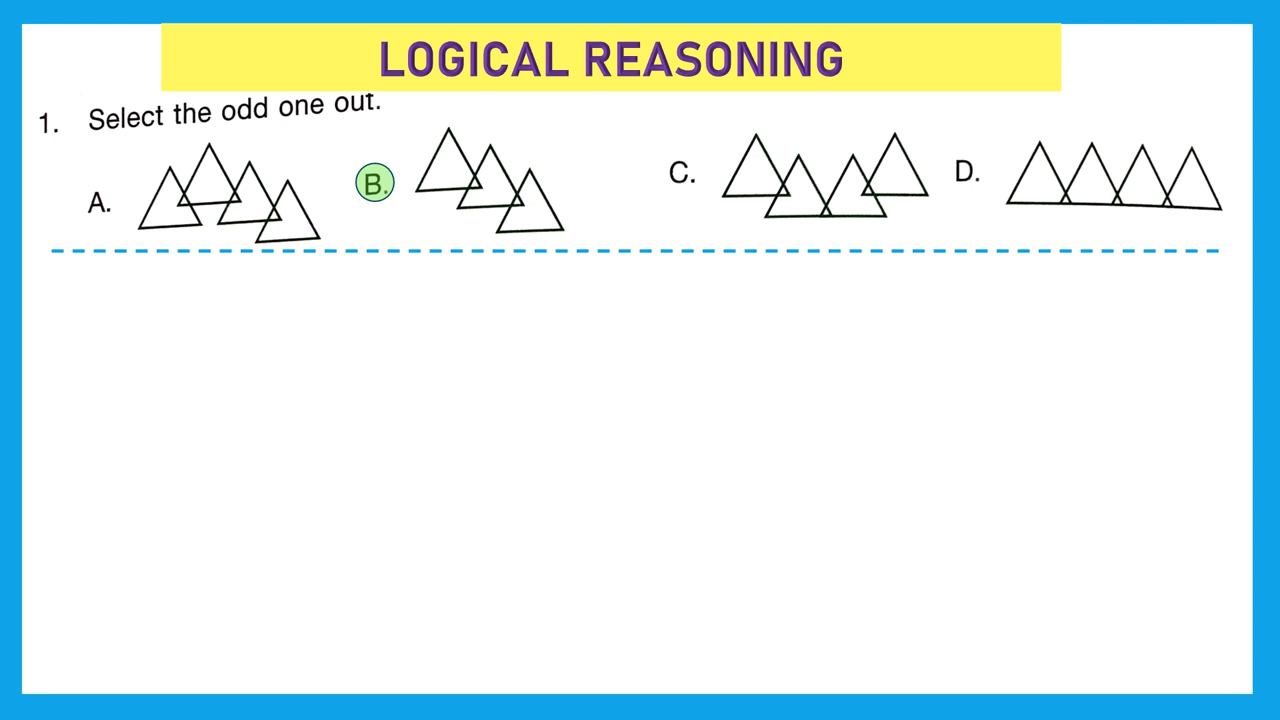 LOGICAL REASONING
1. Select the odd one out.
A. B. C. D.